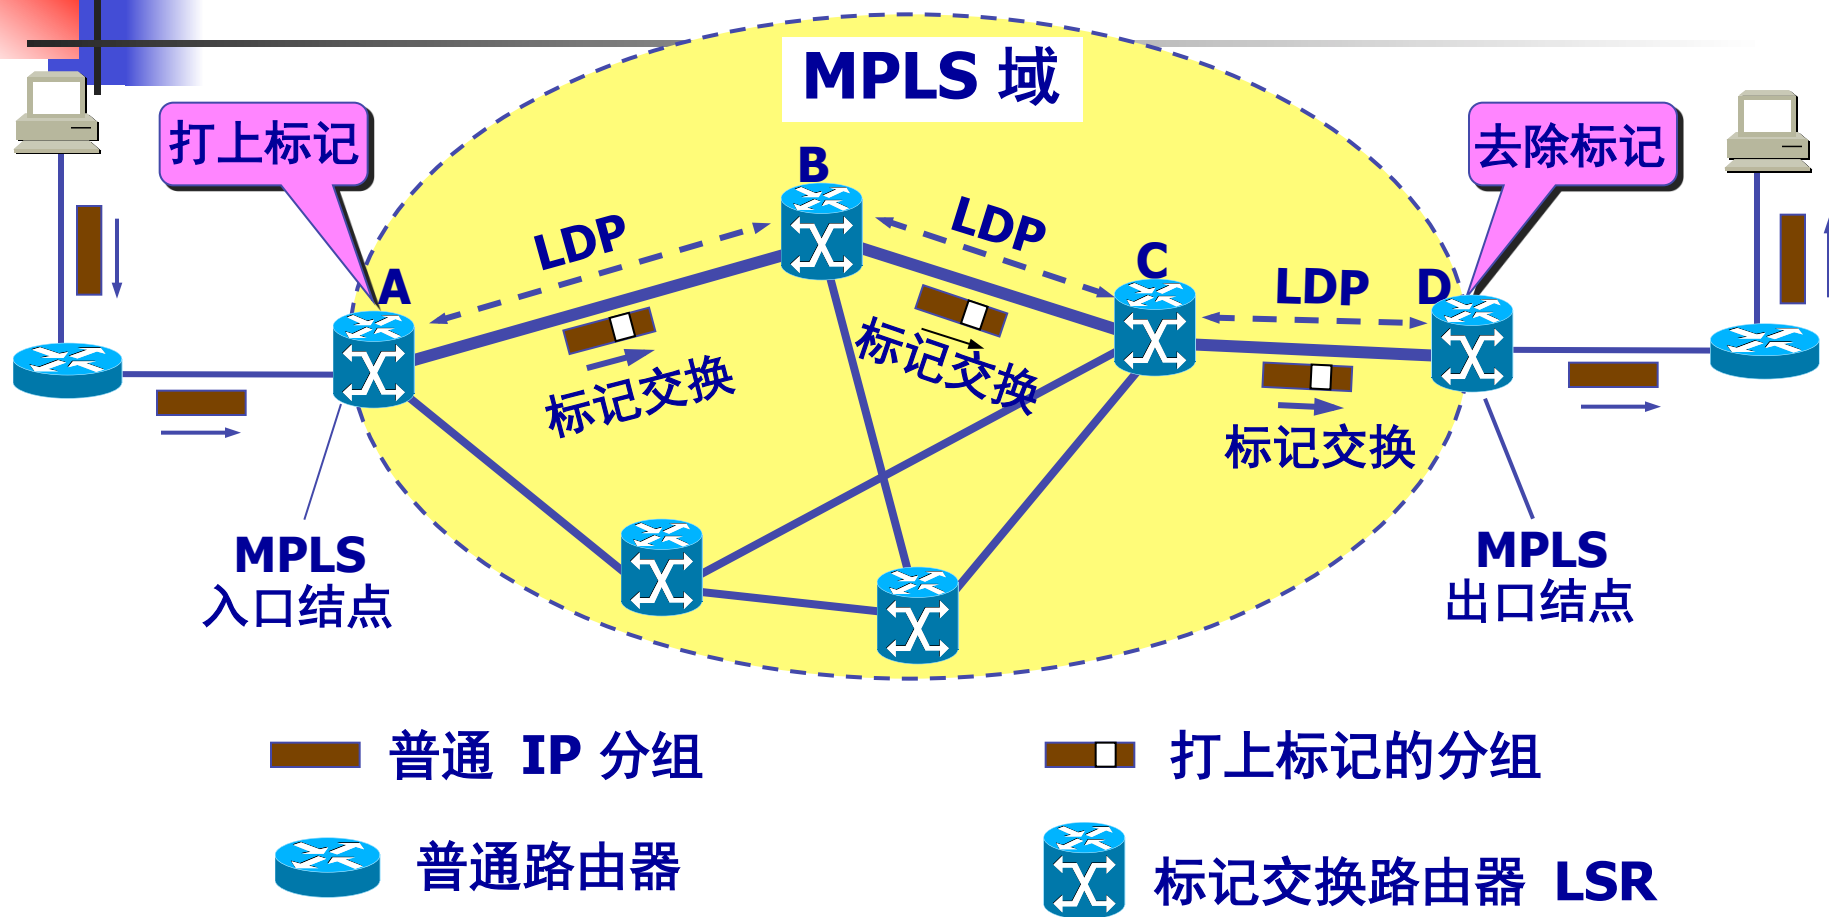 MPLS 域
打上标记
去除标记
B
LDP
LDP
C
A
LDP
D
标记交换
标记交换
标记交换
MPLS
入口结点
MPLS
出口结点
普通 IP 分组
打上标记的分组
普通路由器
标记交换路由器 LSR